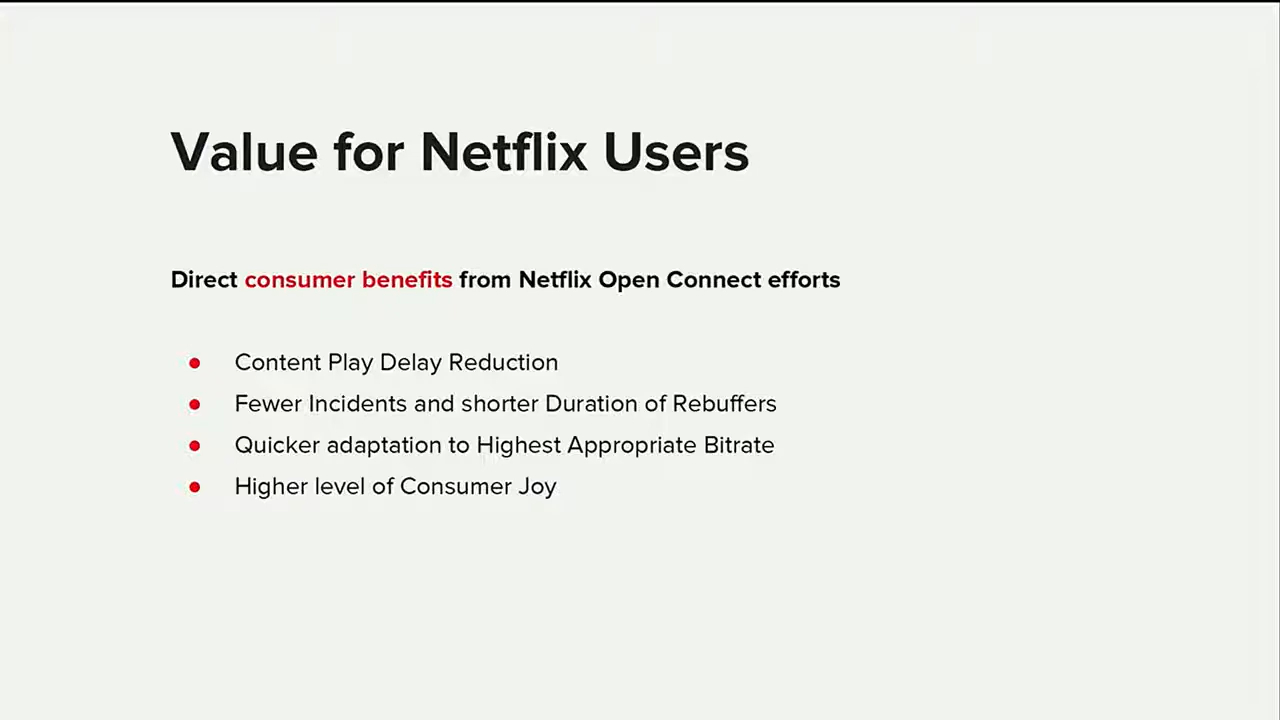 Value for Netflix Users
Direct consumer benefits from Netflix Open Connect efforts
● Content Play Delay Reduction
● Fewer Incidents and shorter Duration of Rebuffers
● Quicker adaptation to Highest Appropriate Bitrate
● Higher level of Consumer Joy